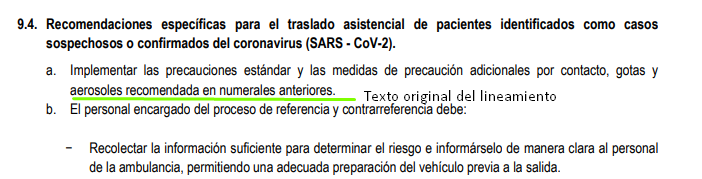 9.4. Recomendaciones específicas para el traslado asistencial de pacientes identificados como casos
sospechosos o confirmados del coronavirus (SARS - CoV-2).
a. Implementar las precauciones estándar y las medidas de precaución adicionales por contacto, gotas y
aerosoles recomendada en numerales anteriores. Texto original del lineamiento
b. El personal encargado del proceso de referencia y contrarreferencia debe:
− Recolectar la información suficiente para determinar el riesgo e informárselo de manera clara al personal
de la ambulancia, permitiendo una adecuada preparación del vehículo previa a la salida.